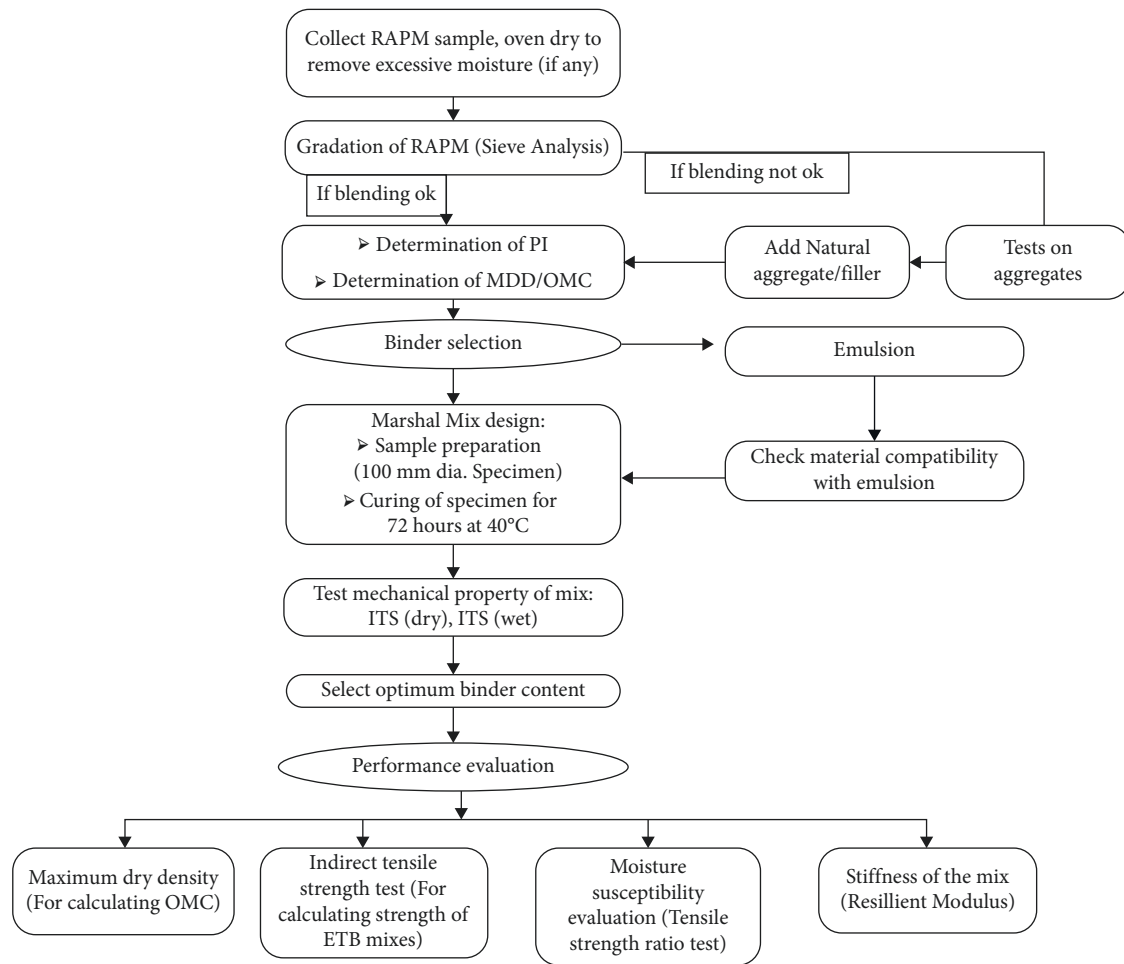 Collect RAPM sample, oven dry to
remove excessive moisture (if any)
Gradation of RAPM (Sieve Analysis)
If blending not ok
If blending ok
➢ Determination of PI
➢ Determination of MDD/OMC
Add Natural
aggregate/filler
Tests on
aggregates
Binder selection
Emulsion
Marshal Mix design:
➢ Sample preparation
(100 mm dia. Specimen)
➢ Curing of specimen for
72 hours at 40°C
Check material compatibility
with emulsion
Test mechanical property of mix:
ITS (dry), ITS (wet)
Select optimum binder content
Performance evaluation
Maximum dry density
(For calculating OMC)
Indirect tensile
strength test (For
calculating strength of
ETB mixes)
Moisture
susceptibility
evaluation (Tensile
strength ratio test)
Stiffness of the mix
(Resillient Modulus)